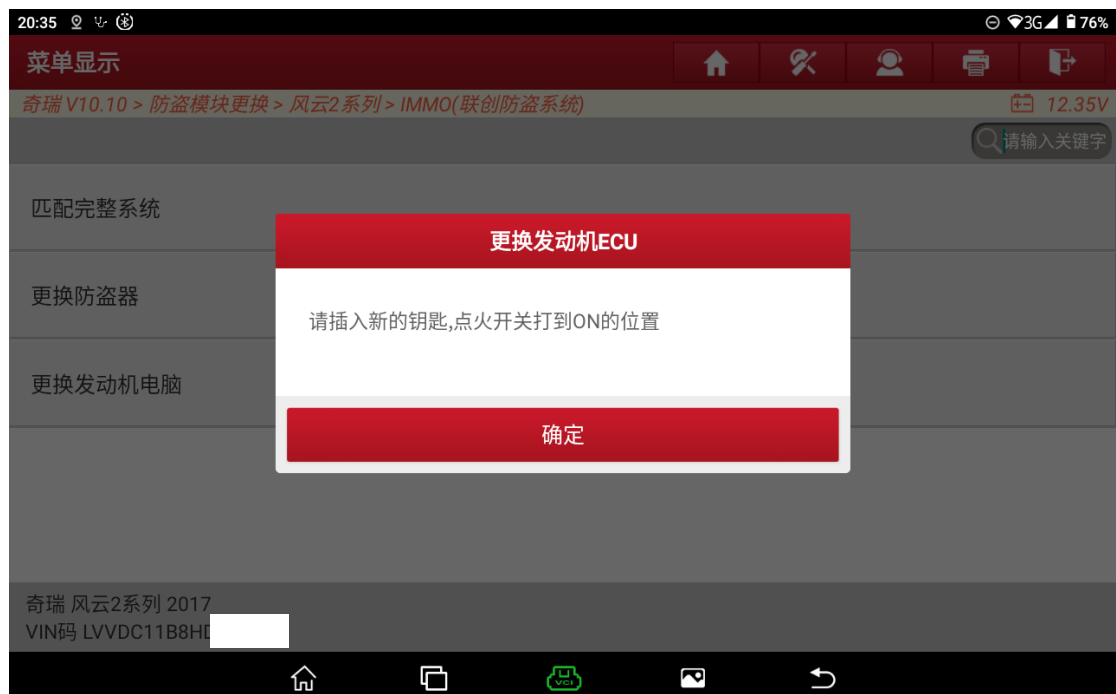 20:35
3G 76%
菜单显示
奇瑞 V10.10 > 防盗模块更换 > 风云2系列 > IMMO(联创防盗系统)
12.35V
请输入关键字
匹配完整系统
更换发动机ECU
更换防盗器
请插入新的钥匙,点火开关打到ON的位置
更换发动机电脑
确定
奇瑞 风云2系列 2017
VIN码 LVVDC11B8HD
VCI